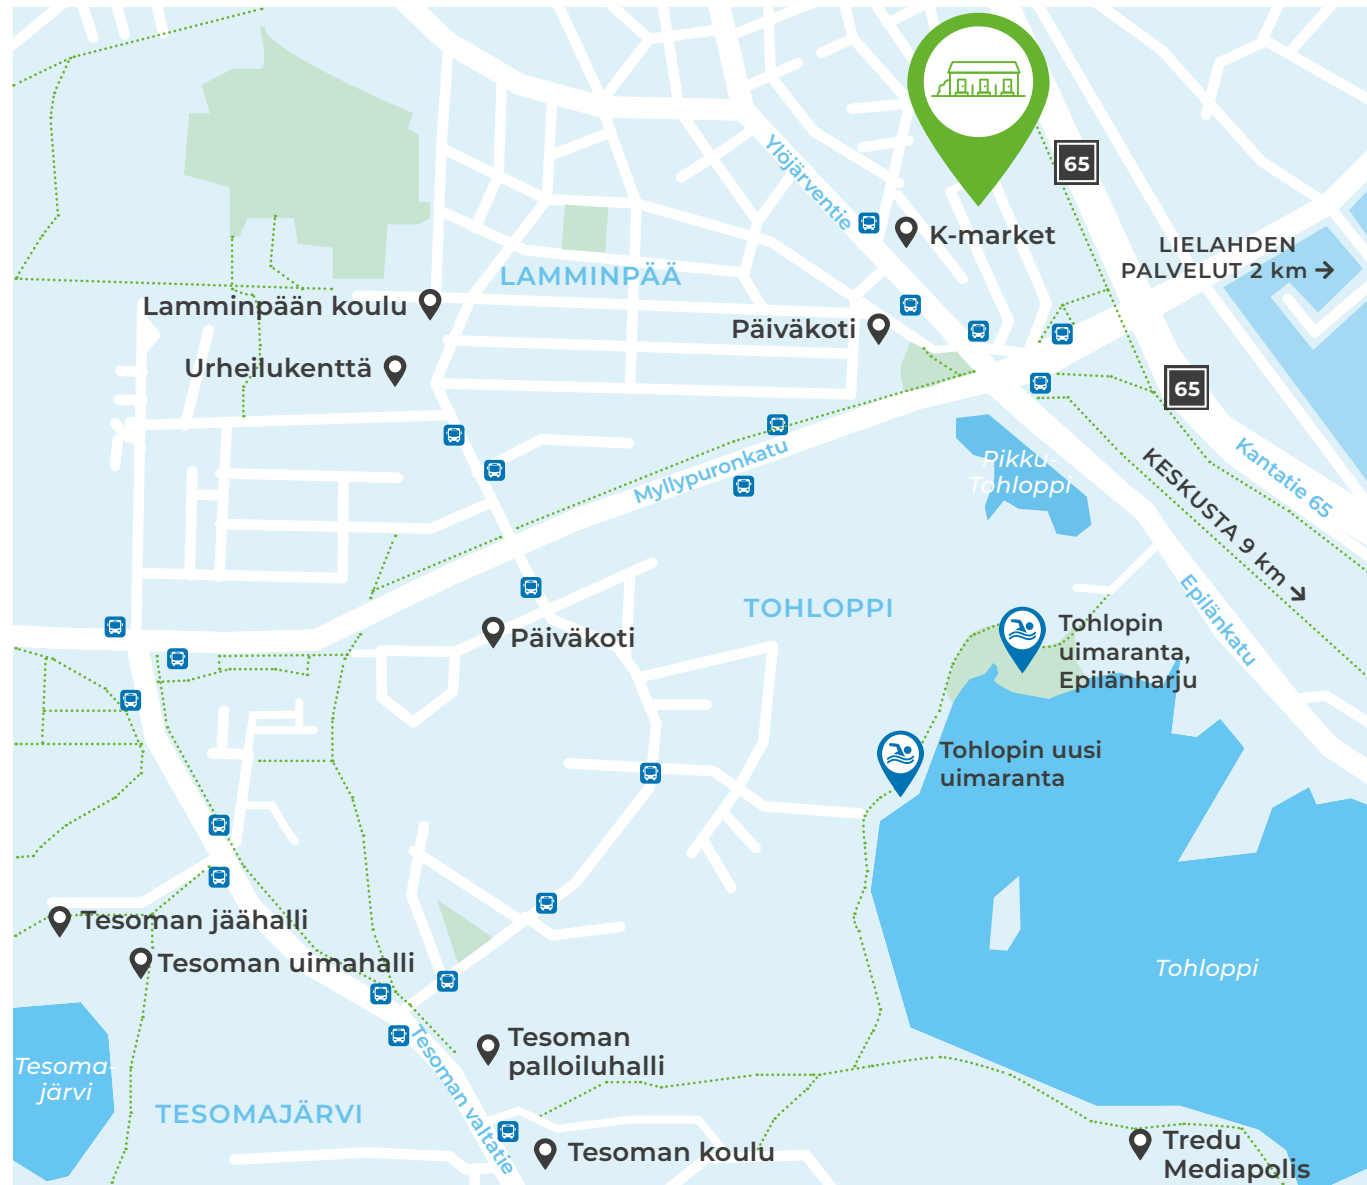 65
Ylöjärventie
K-market
LIELAHDEN
PALVELUT 2 km →
LAMMINPÄÄ
Lamminpään koulu
Päiväkoti
Urheilukenttä
65
Myllypuronkatu
Pikku-
Tohloppi
Kantatie 65
KESKUSTA 9 km →
Epilänkatu
TOHLOPPI
Päiväkoti
Tohlopin
uimaranta,
Epilänharju
Tohlopin uusi
uimaranta
Tesoman jäähalli
Tesoman uimahalli
Tohloppi
Tesoman
palloiluhalli
Tesoma-
järvi
Tesoman valtatie
TESOMAJÄRVI
Tesoman koulu
Tredu
Mediapolis